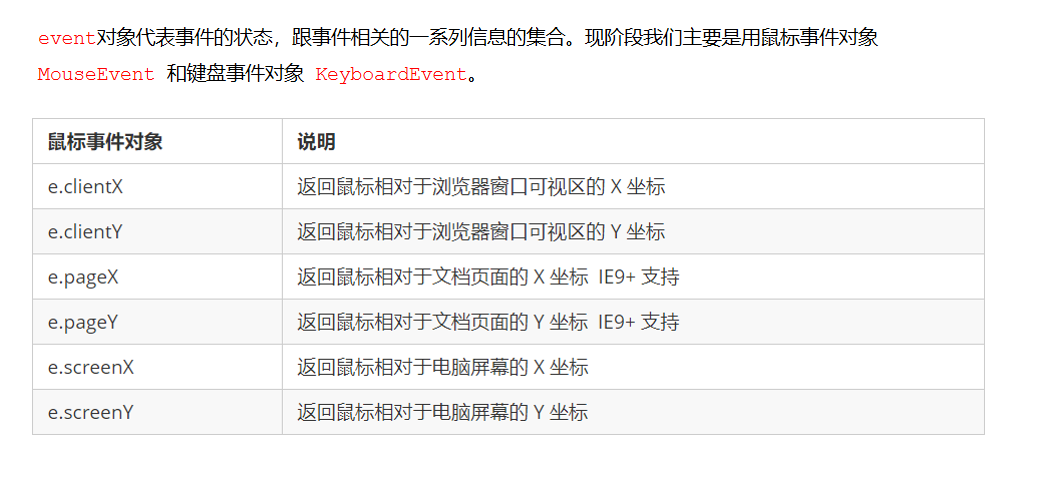 event对象代表事件的状态，跟事件相关的一系列信息的集合。现阶段我们主要是用鼠标事件对象
MouseEvent 和键盘事件对象 KeyboardEvent。
鼠标事件对象 说明
e.clientX 返回鼠标相对于浏览器窗口可视区的 X 坐标
e.clientY 返回鼠标相对于浏览器窗口可视区的 Y 坐标
e.pageX 返回鼠标相对于文档页面的 X 坐标 IE9+ 支持
e.pageY 返回鼠标相对于文档页面的 Y 坐标 IE9+ 支持
e.screenX 返回鼠标相对于电脑屏幕的 X 坐标
e.screenY 返回鼠标相对于电脑屏幕的 Y 坐标